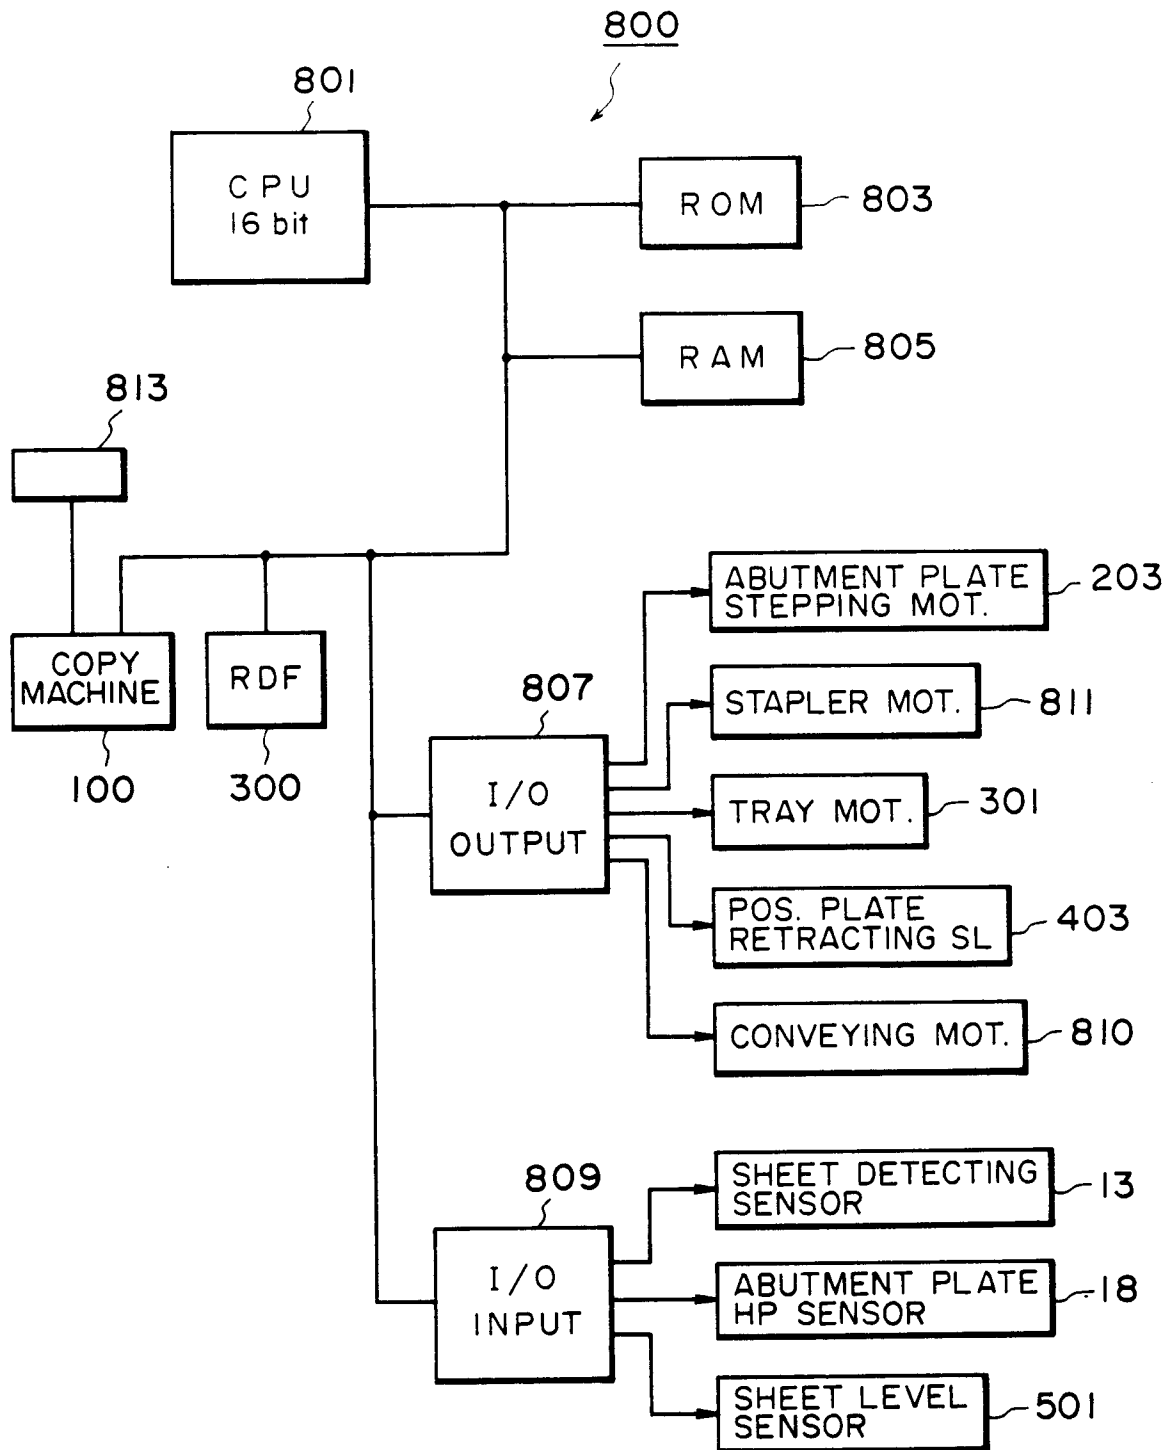 800
801
CPU
16 bit
ROM
803
RAM
805
813
COPY
MACHINE
100
RDF
300
807
I/O
OUTPUT
ABUTMENT PLATE
STEPPING MOT.
203
STAPLER MOT.
811
TRAY MOT.
301
POS. PLATE
RETRACTING SL
403
CONVEYING MOT.
810
809
I/O
INPUT
SHEET DETECTING
SENSOR
13
ABUTMENT PLATE
HP SENSOR
18
SHEET LEVEL
SENSOR
501